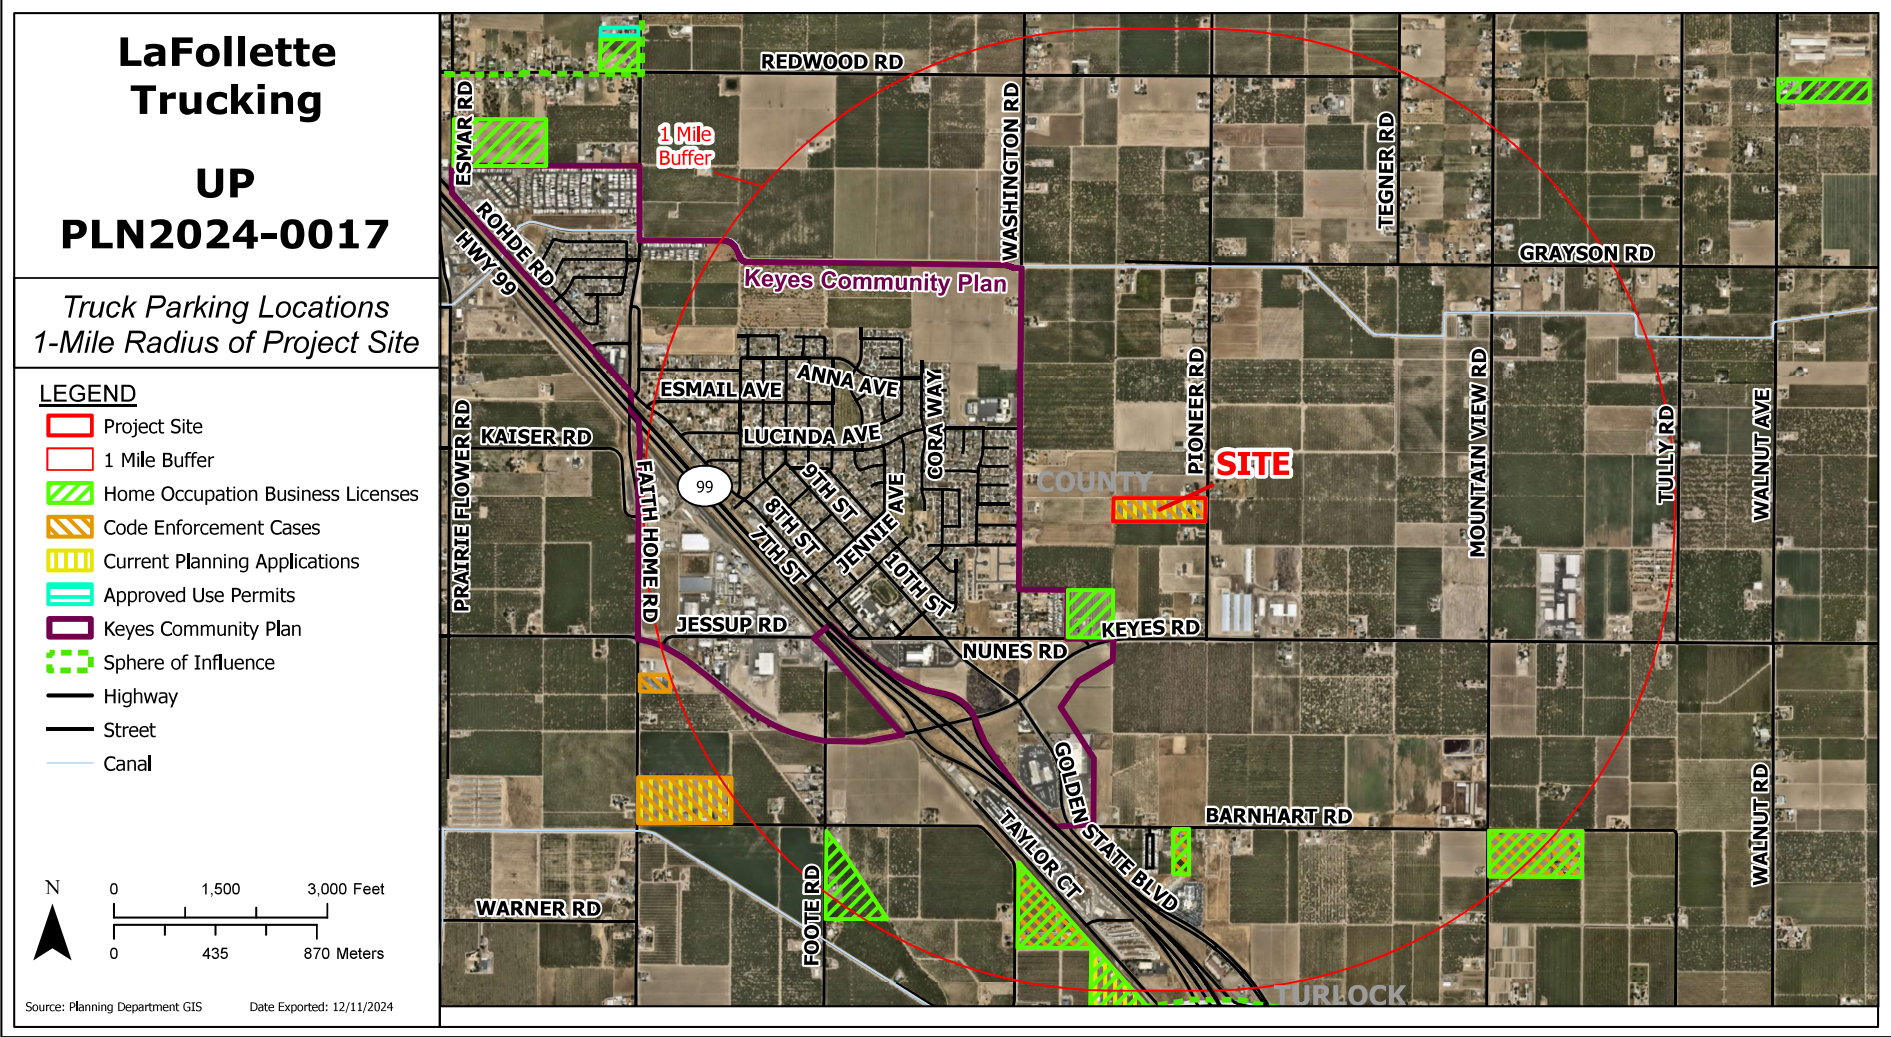 LaFollette
Trucking
UP
PLN2024-0017
Truck Parking Locations
1-Mile Radius of Project Site
LEGEND
Project Site
1 Mile Buffer
Home Occupation Business Licenses
Code Enforcement Cases
Current Planning Applications
Approved Use Permits
Keyes Community Plan
Sphere of Influence
Highway
Street
Canal
N
0 1,500 3,000 Feet
0 435 870 Meters
Source: Planning Department GIS Date Exported: 12/11/2024
REDWOOD RD
ESMAR RD
1 Mile
Buffer
WASHINGTON RD
TEGNER RD
ROHDE RD
HWY 99
GRAYSON RD
Keyes Community Plan
ESMAIL AVE
ANNA AVE
CORA WAY
PIONEER RD
MOUNTAIN VIEW RD
TULLY RD
WALNUT AVE
PRAIRIE FLOWER RD
KAISER RD
LUCINDA AVE
99
FAITH HOME RD
9TH ST
8TH ST
7TH ST
JENNIE AVE
10TH ST
COUNTY
SITE
JESSUP RD
KEYES RD
NUNES RD
GOLDEN STATE BLVD
TAYLOR CT
BARNHART RD
WALNUT RD
WARNER RD
FOOTE RD
TURLOCK